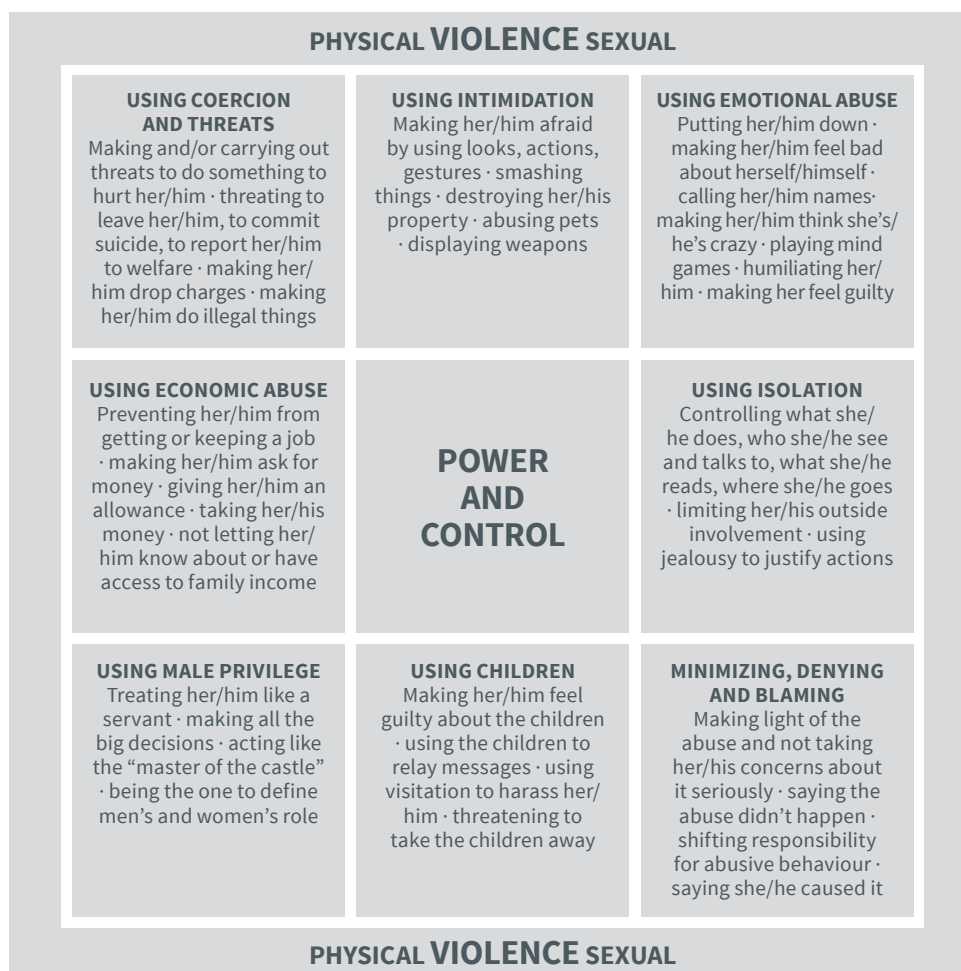 PHYSICAL VIOLENCE SEXUAL
USING COERCION
AND THREATS
Making and/or carrying out
threats to do something to
hurt her/him · threating to
leave her/him, to commit
suicide, to report her/him
to welfare · making her/
him drop charges · making
her/him do illegal things
USING INTIMIDATION
Making her/him afraid
by using looks, actions,
gestures · smashing
things · destroying her/his
property · abusing pets
· displaying weapons
USING EMOTIONAL ABUSE
Putting her/him down ·
making her/him feel bad
about herself/himself ·
calling her/him names·
making her/him think she’s/
he’s crazy · playing mind
games · humiliating her/
him · making her feel guilty
USING ECONOMIC ABUSE
Preventing her/him from
getting or keeping a job
· making her/him ask for
money · giving her/him an
allowance · taking her/his
money · not letting her/
him know about or have
access to family income
POWER
AND
CONTROL
USING ISOLATION
Controlling what she/
he does, who she/he see
and talks to, what she/he
reads, where she/he goes
· limiting her/his outside
involvement · using
jealousy to justify actions
USING MALE PRIVILEGE
Treating her/him like a
servant · making all the
big decisions · acting like
the “master of the castle”
· being the one to define
men’s and women’s role
USING CHILDREN
Making her/him feel
guilty about the children
· using the children to
relay messages · using
visitation to harass her/
him · threatening to
take the children away
MINIMIZING, DENYING
AND BLAMING
Making light of the
abuse and not taking
her/his concerns about
it seriously · saying the
abuse didn’t happen ·
shifting responsibility
for abusive behaviour ·
saying she/he caused it
PHYSICAL VIOLENCE SEXUAL